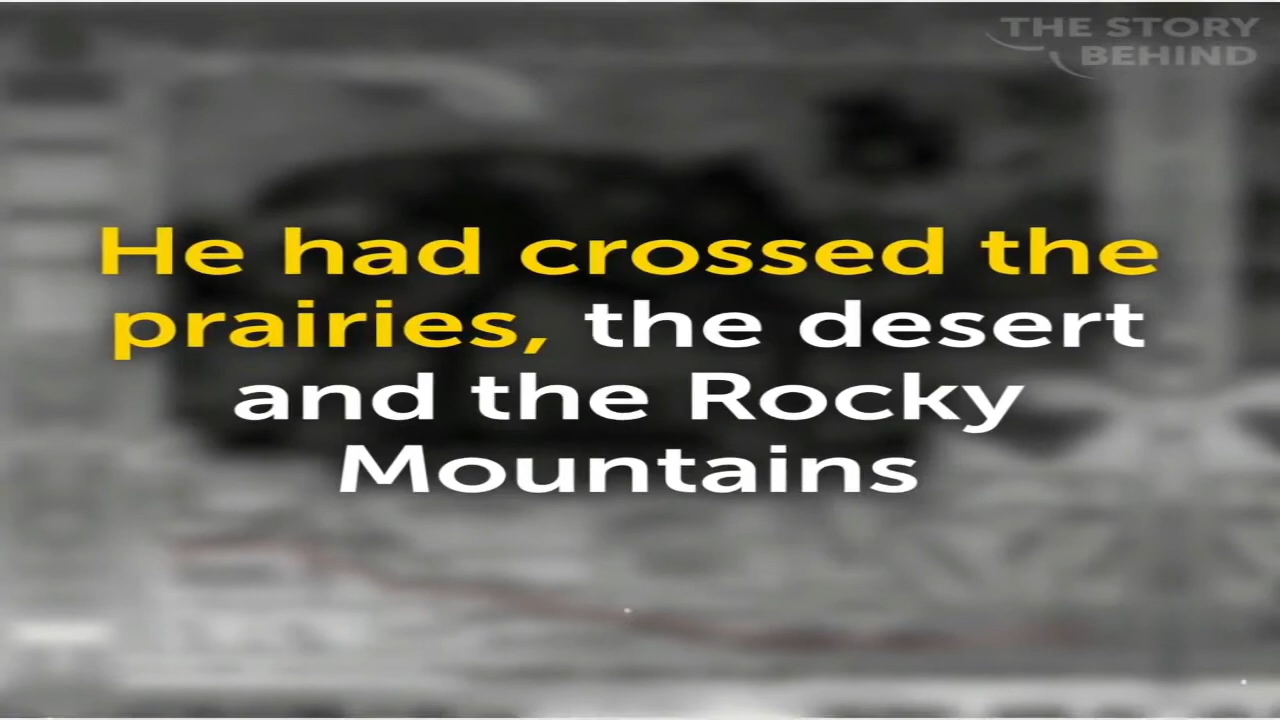 THE STORY
BEHIND
He had crossed the
prairies, the desert
and the Rocky
Mountains